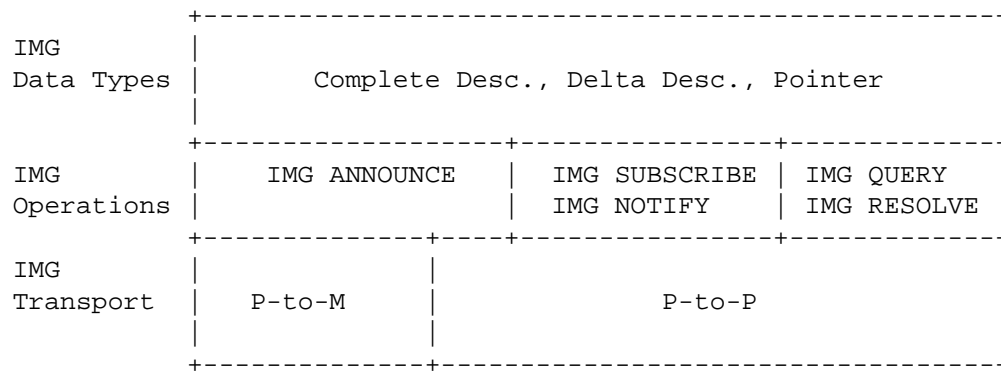 IMG
Data Types Complete Desc., Delta Desc., Pointer
IMG IMG ANNOUNCE IMG SUBSCRIBE IMG QUERY
Operations IMG NOTIFY IMG RESOLVE
IMG
Transport P-to-M P-to-P